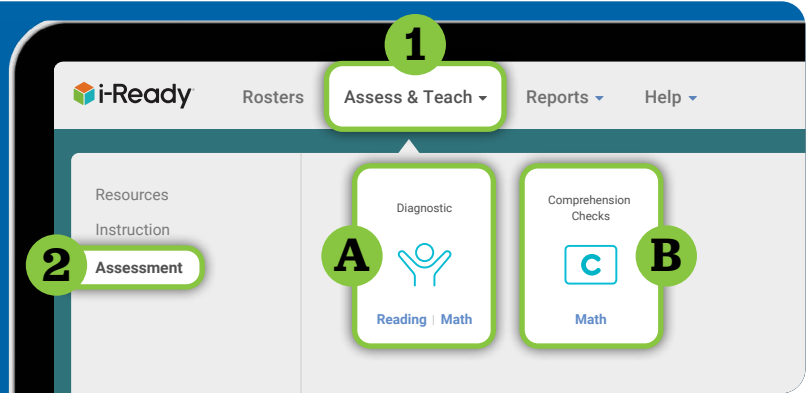 1
i-Ready
Rosters
Assess & Teach
Reports
Help
Resources
Instruction
2
Assessment
A
Diagnostic
Reading | Math
B
Comprehension
Checks
C
Math